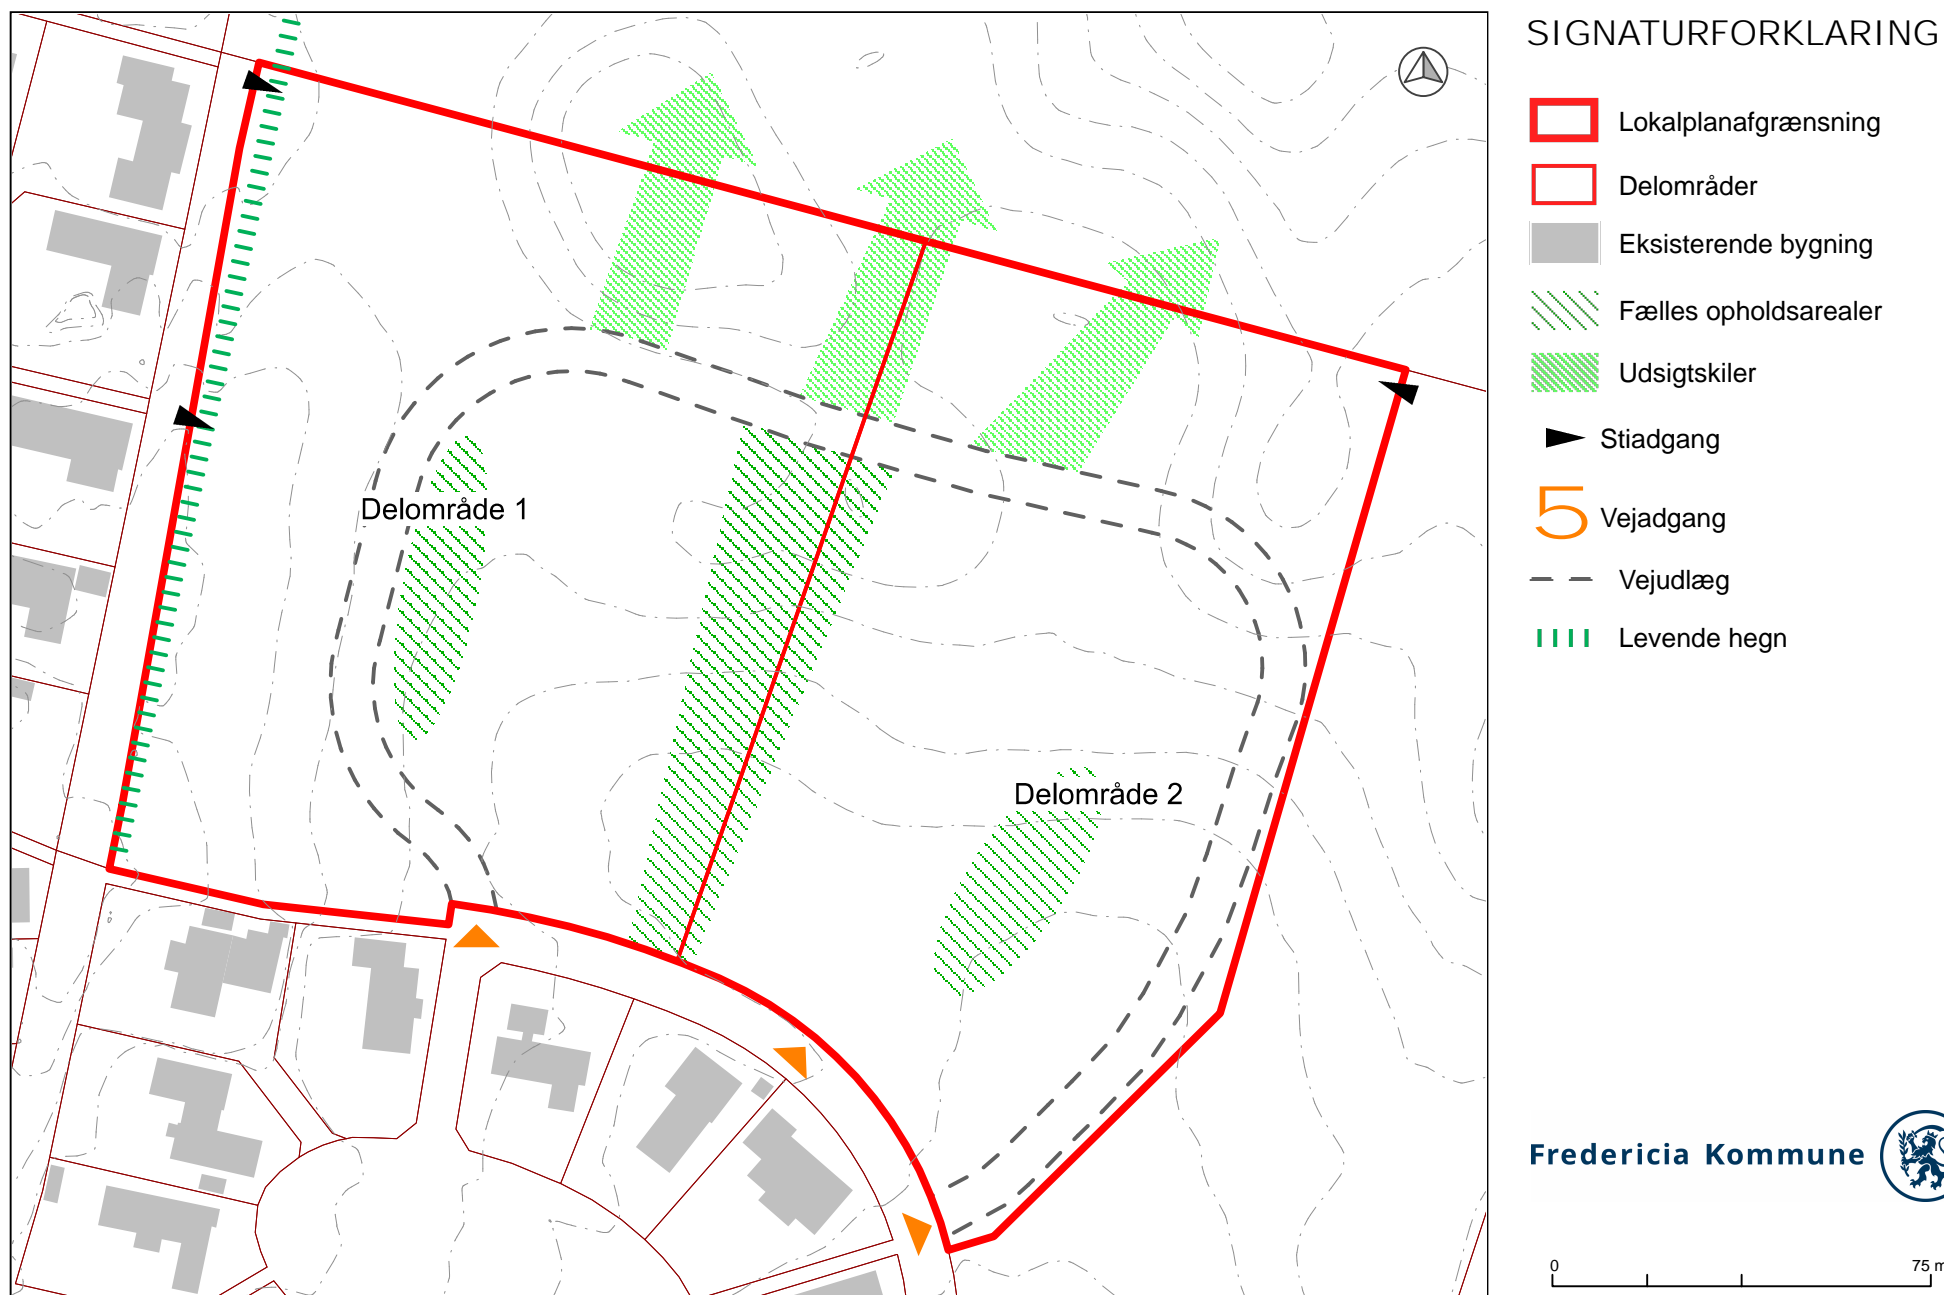 SIGNATURFORKLARING
Lokalplanafgrænsning
Delområder
Eksisterende bygning
Fælles opholdsarealer
Udsigtskiler
Stiadgang
5 Vejadgang
Vejudlæg
Levende hegn
Delområde 1
Delområde 2
Fredericia Kommune
0 75 m